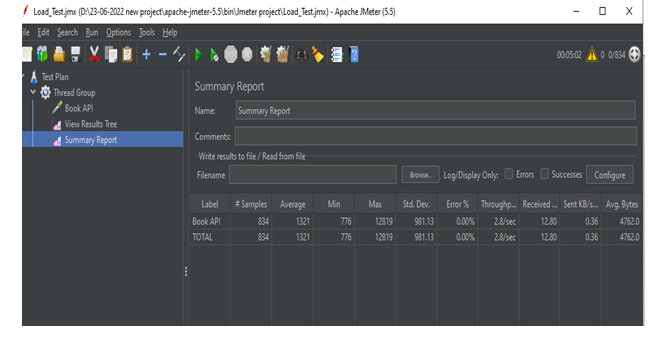 Load_Test.jmx (D:\23-06-2022 new project\apache-jmeter-5.5\bin\Jmeter project\Load_Test.jmx) - Apache JMeter (5.5)
ile Edit Search Run Options Tools Help
00:05:02 0 0/834
Test Plan
Thread Group
Book API
View Results Tree
Summary Report
Summary Report
Name: Summary Report
Comments:
Write results to file / Read from file
Filename Browse... Log/Display Only: Errors Successes Configure
Label # Samples Average Min Max Std. Dev. Error % Throughp... Received ... Sent KB/s... Avg. Bytes
Book API 834 1321 776 12819 981.13 0.00% 2.8/sec 12.80 0.36 4762.0
TOTAL 834 1321 776 12819 981.13 0.00% 2.8/sec 12.80 0.36 4762.0